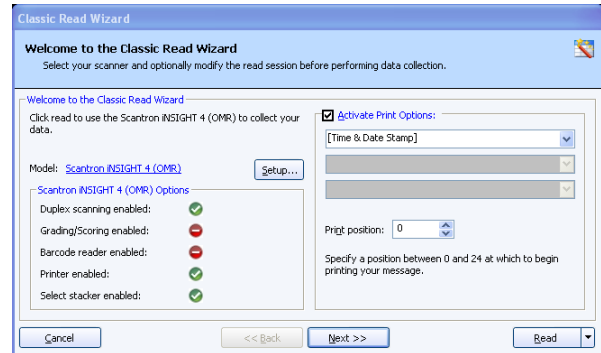 Classic Read Wizard
Welcome to the Classic Read Wizard
Select your scanner and optionally modify the read session before performing data collection.
Welcome to the Classic Read Wizard
Click read to use the Scantron iNSIGHT 4 (OMR) to collect your
data.
Model: Scantron iNSIGHT 4 (OMR)
Setup...
Scantron iNSIGHT 4 (OMR) Options
Duplex scanning enabled:
Grading/Scoring enabled:
Barcode reader enabled:
Printer enabled:
Select stacker enabled:
Activate Print Options:
[Time & Date Stamp]
Print position: 0
Specify a position between 0 and 24 at which to begin
printing your message.
Cancel
<< Back
Next >>
Read